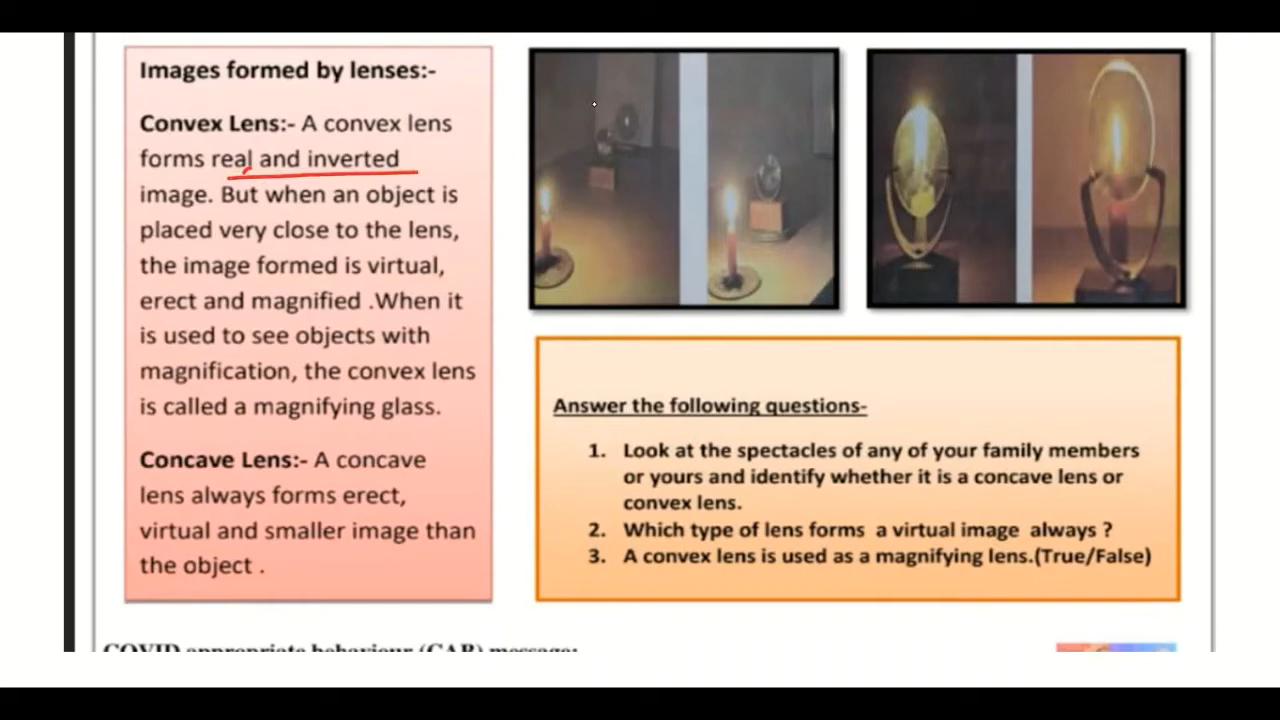 Images formed by lenses:-
Convex Lens:- A convex lens
forms real and inverted
image. But when an object is
placed very close to the lens,
the image formed is virtual,
erect and magnified .When it
is used to see objects with
magnification, the convex lens
is called a magnifying glass.
Concave Lens:- A concave
lens always forms erect,
virtual and smaller image than
the object .
Answer the following questions-
1. Look at the spectacles of any of your family members
or yours and identify whether it is a concave lens or
convex lens.
2. Which type of lens forms a virtual image always ?
3. A convex lens is used as a magnifying lens.(True/False)
COVID appropriate behaviour (CAB) message: